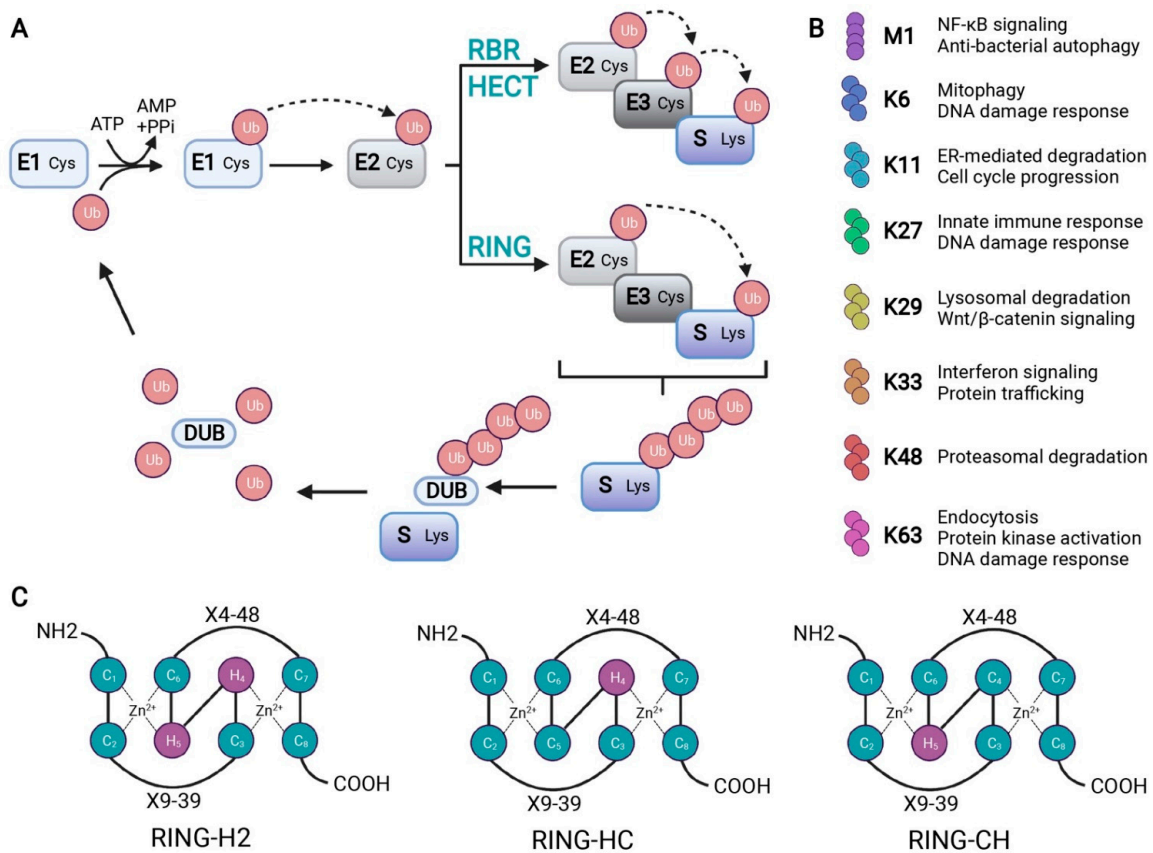 A
RBR
HECT
ATP
AMP
+PPi
E1 Cys
Ub
E1 Cys
Ub
E2 Cys
Ub
E2 Cys
Ub
E3 Cys
Ub
S Lys
Ub
RING
E2 Cys
Ub
E3 Cys
S Lys
Ub
Ub
Ub
Ub
Ub
DUB
Ub
Ub
Ub
Ub
DUB
S Lys
Ub
Ub
Ub
Ub
S Lys
B
M1 NF-κB signaling
Anti-bacterial autophagy
K6 Mitophagy
DNA damage response
K11 ER-mediated degradation
Cell cycle progression
K27 Innate immune response
DNA damage response
K29 Lysosomal degradation
Wnt/β-catenin signaling
K33 Interferon signaling
Protein trafficking
K48 Proteasomal degradation
K63 Endocytosis
Protein kinase activation
DNA damage response
C
X4-48
NH2
C₁ C₆ H₄ C₇
Zn²⁺ Zn²⁺
C₂ H₅ C₃ C₈
COOH
X9-39
RING-H2
X4-48
NH2
C₁ C₆ H₄ C₇
Zn²⁺ Zn²⁺
C₂ C₅ C₃ C₈
COOH
X9-39
RING-HC
X4-48
NH2
C₁ C₆ C₄ C₇
Zn²⁺ Zn²⁺
C₂ H₅ C₃ C₈
COOH
X9-39
RING-CH